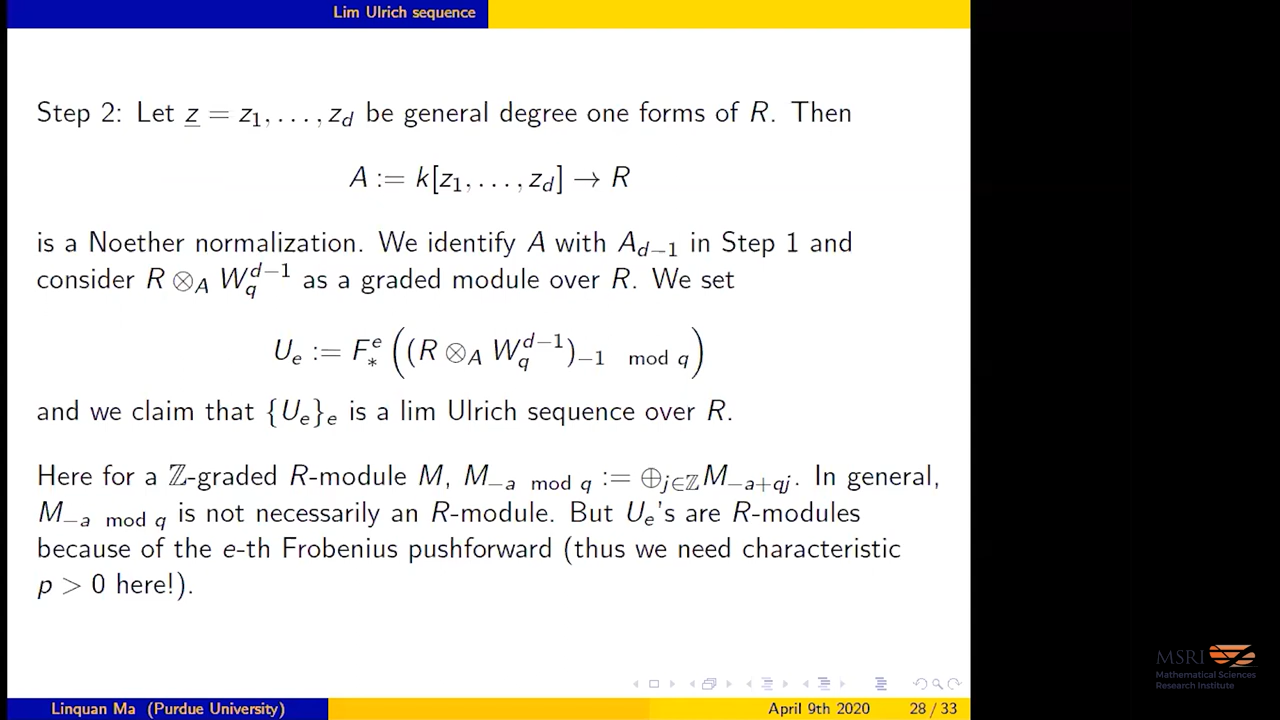 Lim Ulrich sequence
Step 2: Let z = z₁, . . . , z_d be general degree one forms of R. Then
A := k[z₁, . . . , z_d] → R
is a Noether normalization. We identify A with A_{d−1} in Step 1 and
consider R ⊗_A W_q^{d−1} as a graded module over R. We set
U_e := F_*^e ((R ⊗_A W_q^{d−1})_{−1 mod q})
and we claim that {U_e}_e is a lim Ulrich sequence over R.
Here for a ℤ-graded R-module M, M_{−a mod q} := ⊕_{j∈ℤ} M_{−a+qj}. In general,
M_{−a mod q} is not necessarily an R-module. But U_e's are R-modules
because of the e-th Frobenius pushforward (thus we need characteristic
p > 0 here!).
MSRI
Mathematical Sciences
Research Institute
Linquan Ma (Purdue University)
April 9th 2020
28 / 33